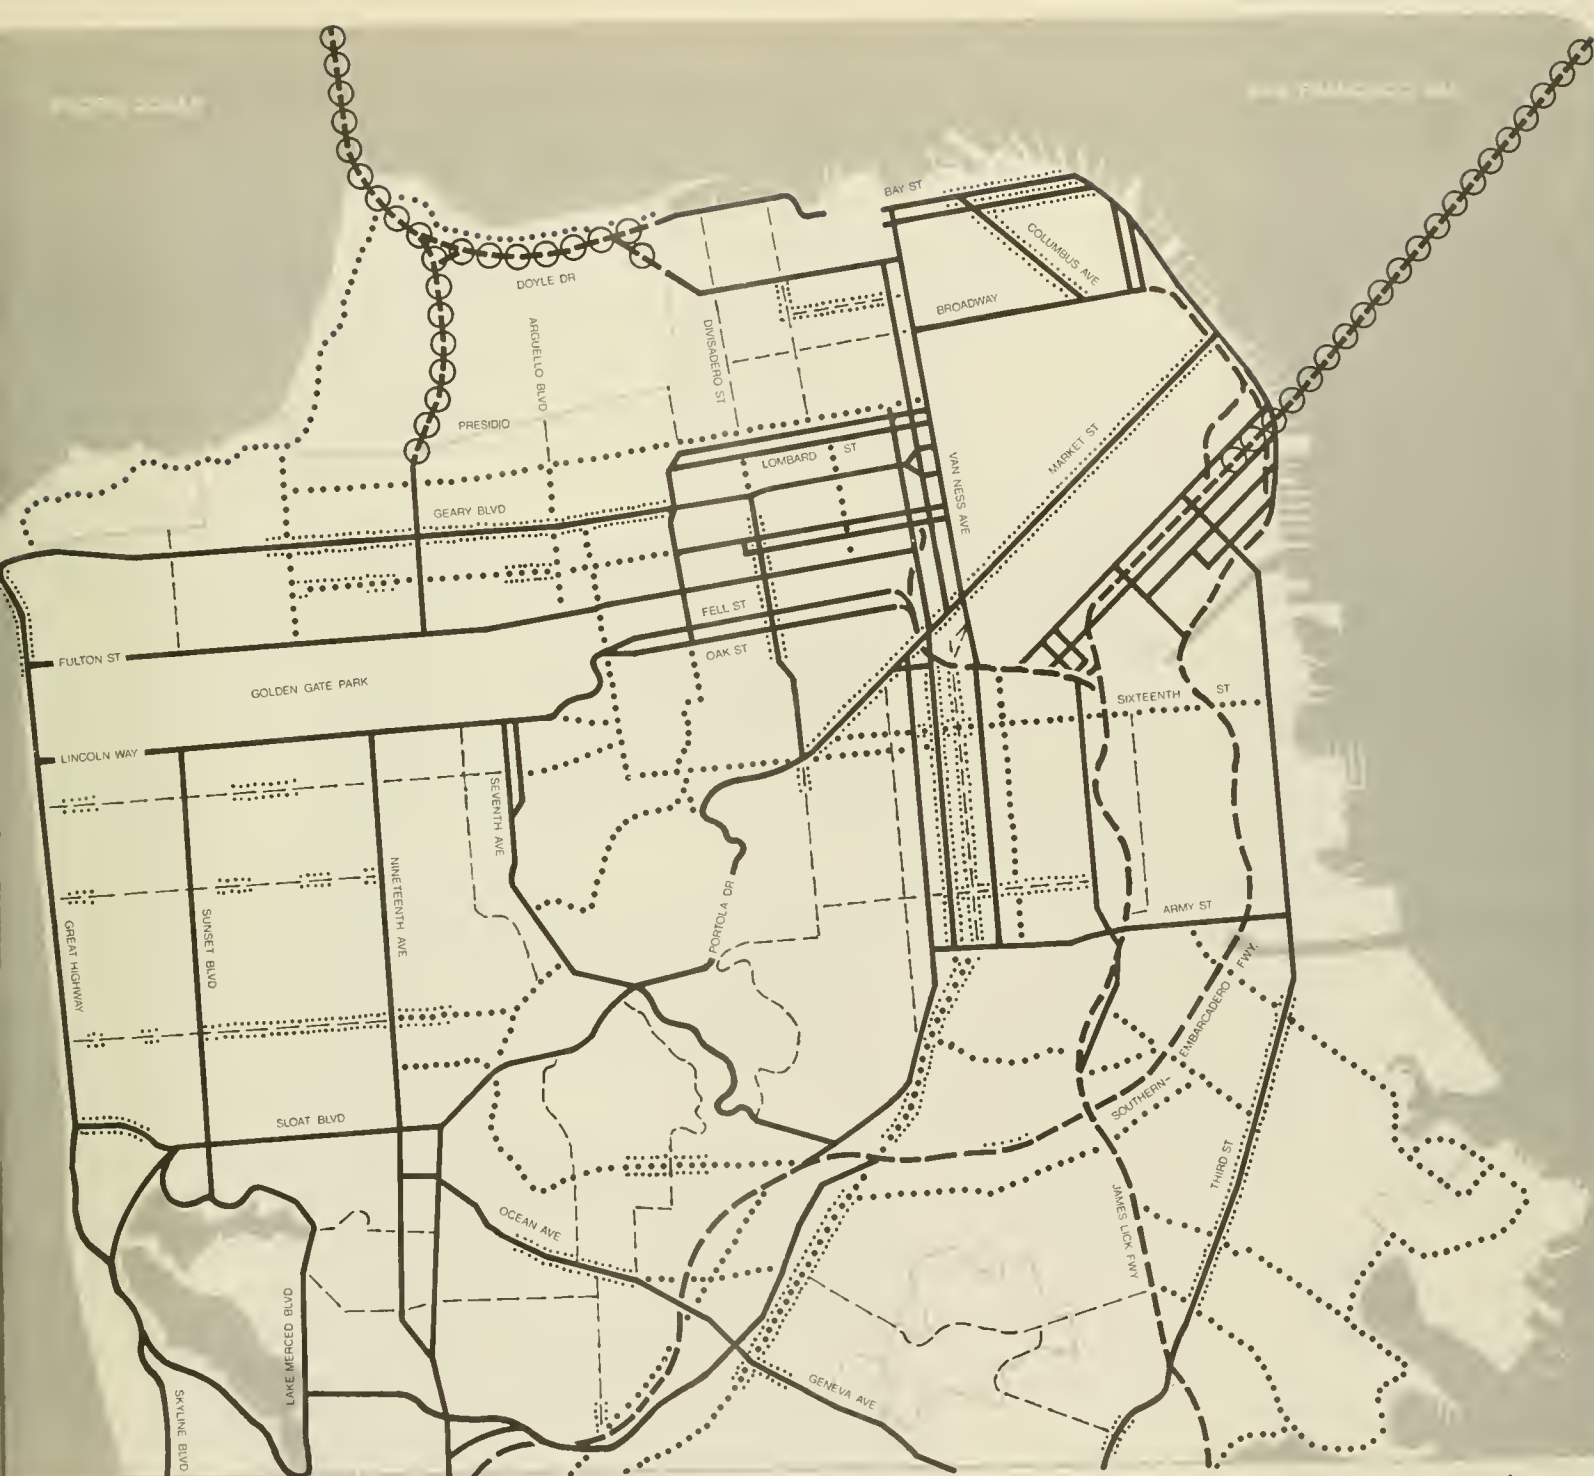 SAN FRANCISCO BAY
BAY ST
COLUMBUS AVE
DOYLE DR
BROADWAY
ARGUELLO BLVD
DIVISADERO ST
PRESIDIO
MARKET ST
LOMBARD ST
VAN NESS AVE
GEARY BLVD
FELL ST
OAK ST
FULTON ST
GOLDEN GATE PARK
SIXTEENTH ST
LINCOLN WAY
SEVENTH AVE
NINETEENTH AVE
PORTOLA DR
ARMY ST
SUNSET BLVD
GREAT HIGHWAY
SOUTHERN-
EMBARCADERO
FWY.
SLOAT BLVD
THIRD ST
JAMES LICK FWY
OCEAN AVE
LAKE MERCED BLVD
GENEVA AVE
SKYLINE BLVD